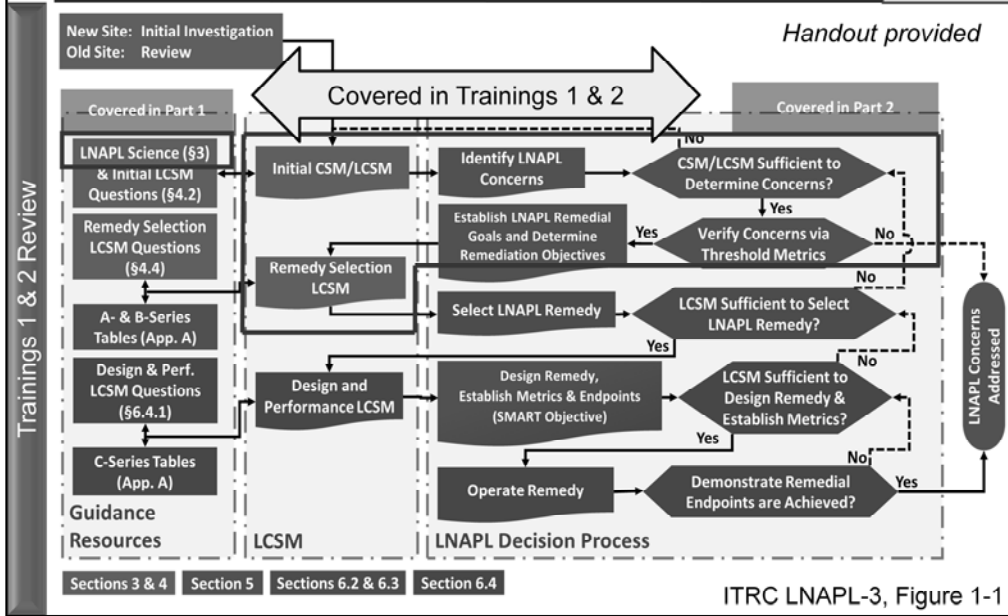 New Site: Initial Investigation
Old Site: Review
Handout provided
Covered in Trainings 1 & 2
Covered in Part 1
Covered in Part 2
Trainings 1 & 2 Review
LNAPL Science (§3)
& Initial LCSM
Questions (§4.2)
Initial CSM/LCSM
Identify LNAPL
Concerns
No
CSM/LCSM Sufficient to
Determine Concerns?
Yes
Remedy Selection
LCSM Questions
(§4.4)
Establish LNAPL Remedial
Goals and Determine
Remediation Objectives
Yes
Verify Concerns via
Threshold Metrics
No
No
Remedy Selection
LCSM
A- & B-Series
Tables (App. A)
Select LNAPL Remedy
LCSM Sufficient to Select
LNAPL Remedy?
Yes
No
LNAPL Concerns
Addressed
Design & Perf.
LCSM Questions
(§6.4.1)
Design and
Performance LCSM
Design Remedy,
Establish Metrics & Endpoints
(SMART Objective)
LCSM Sufficient to
Design Remedy &
Establish Metrics?
Yes
No
C-Series Tables
(App. A)
Operate Remedy
Demonstrate Remedial
Endpoints are Achieved?
Yes
Guidance
Resources
LCSM
LNAPL Decision Process
Sections 3 & 4
Section 5
Sections 6.2 & 6.3
Section 6.4
ITRC LNAPL-3, Figure 1-1